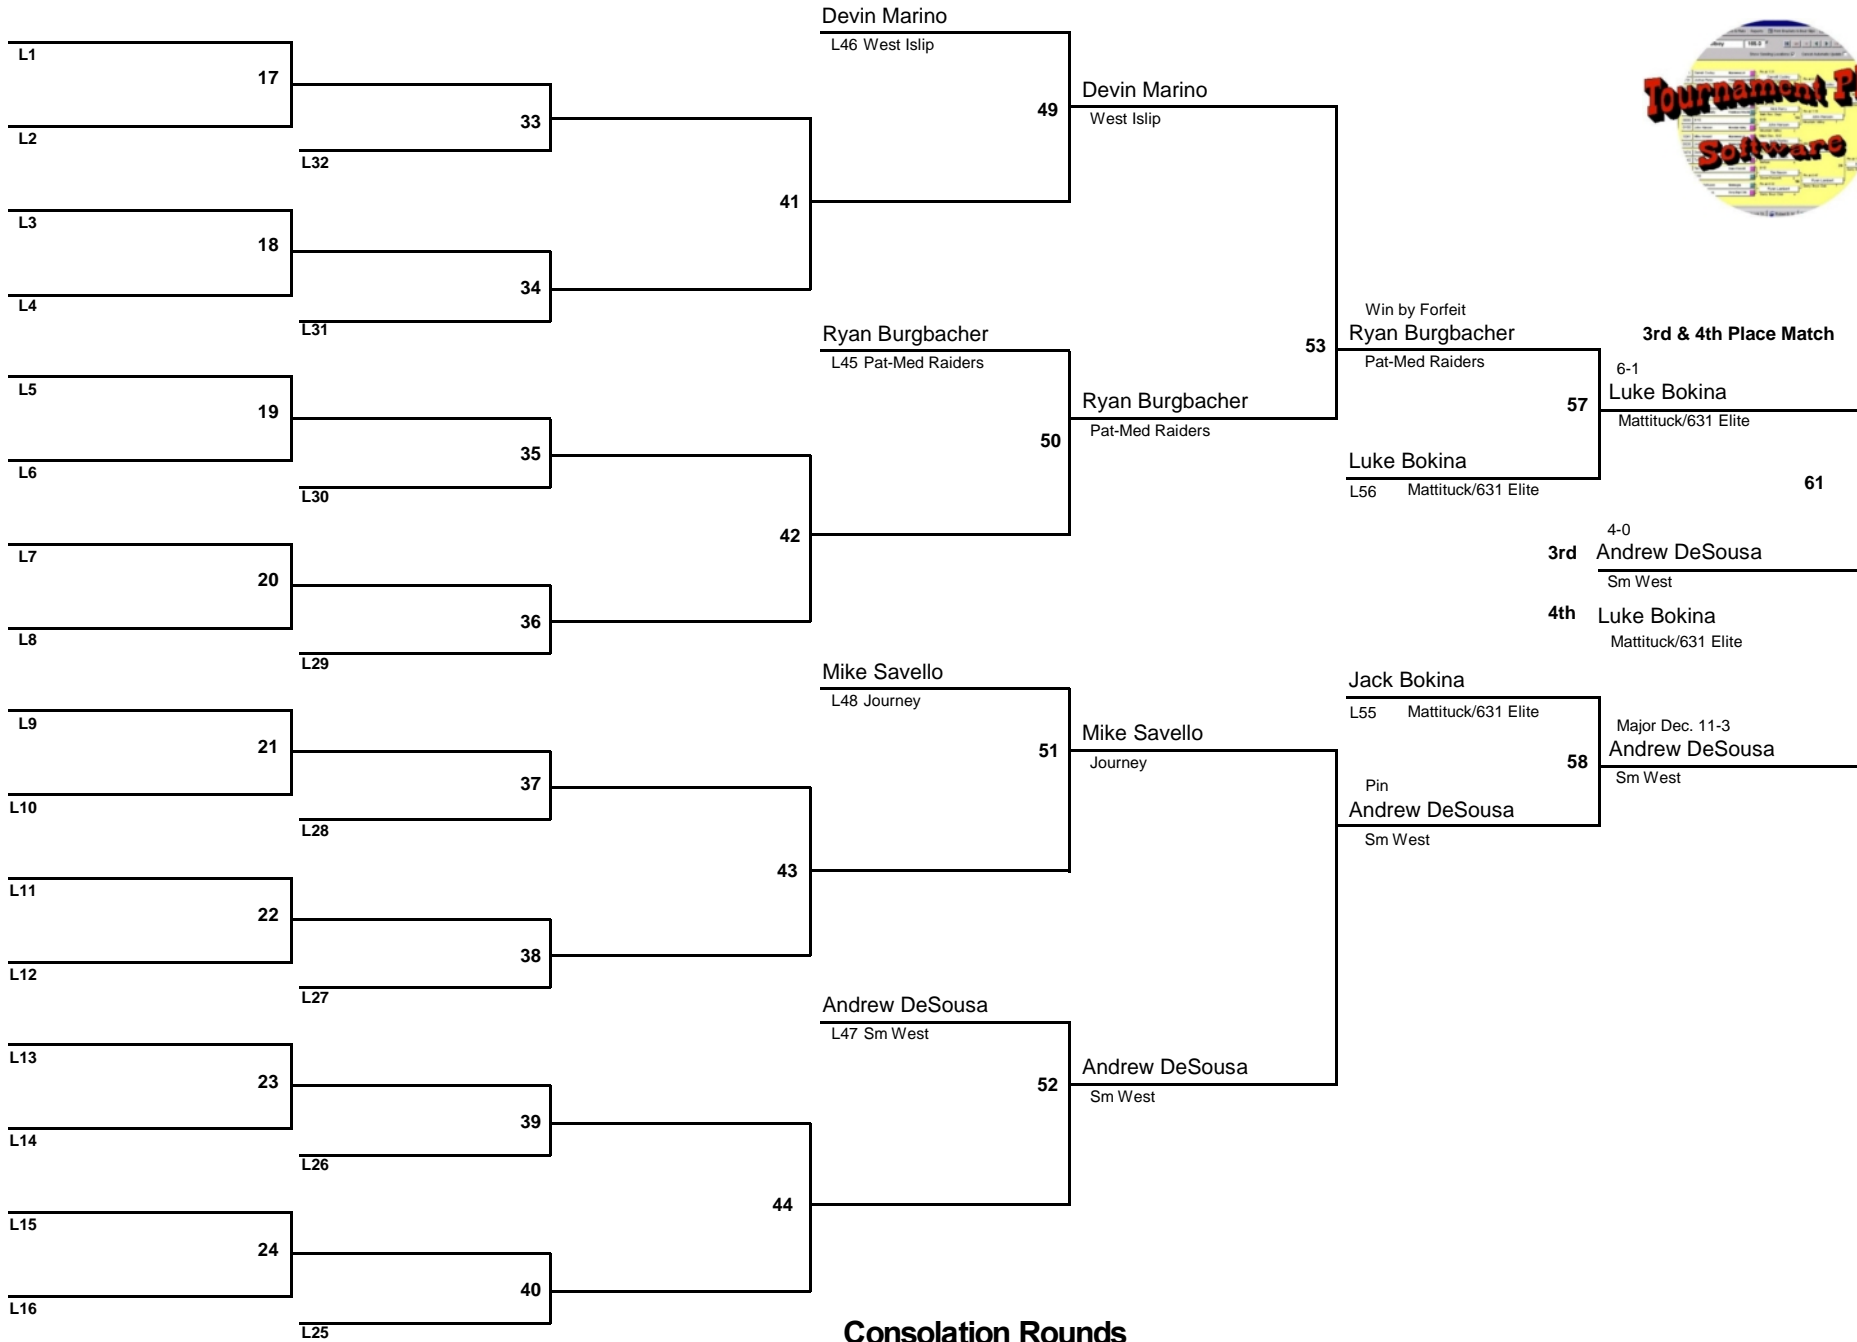 L1
17
L2
33
L32
L3
18
L4
34
L31
41
L5
19
L6
35
L30
L7
20
L8
36
L29
42
L9
21
L10
37
L28
L11
22
L12
38
L27
43
L13
23
L14
39
L26
L15
24
L16
40
L25
44
Devin Marino
L46 West Islip
49
Devin Marino
West Islip
Ryan Burgbacher
L45 Pat-Med Raiders
50
Ryan Burgbacher
Pat-Med Raiders
53
Mike Savello
L48 Journey
51
Mike Savello
Journey
Andrew DeSousa
L47 Sm West
52
Andrew DeSousa
Sm West
Win by Forfeit
Ryan Burgbacher
Pat-Med Raiders
57
Luke Bokina
L56 Mattituck/631 Elite
Jack Bokina
L55 Mattituck/631 Elite
58
Pin
Andrew DeSousa
Sm West
Tournament
Software
3rd & 4th Place Match
6-1
Luke Bokina
Mattituck/631 Elite
61
4-0
3rd Andrew DeSousa
Sm West
4th Luke Bokina
Mattituck/631 Elite
Major Dec. 11-3
Andrew DeSousa
Sm West
Consolation Rounds